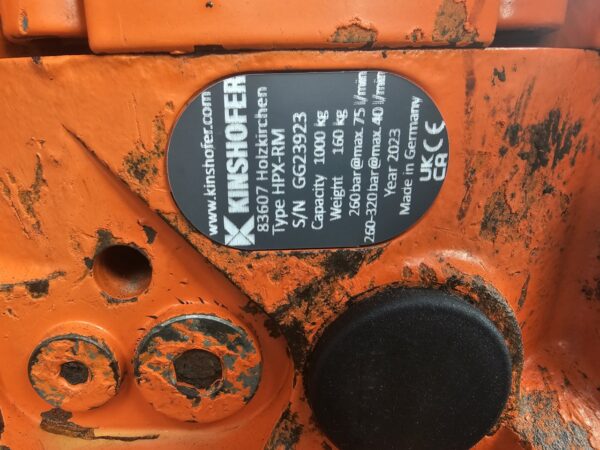 www.kinshofer.com
KINSHOFER
83607 Holzkirchen
Type HPX-RM
S/N GG23923
Capacity 1000 kg
Weight 160 kg
260 bar@max. 75 l/min
260-320 bar@max. 40 l/min
Year 2023
Made in Germany
UK CA CE